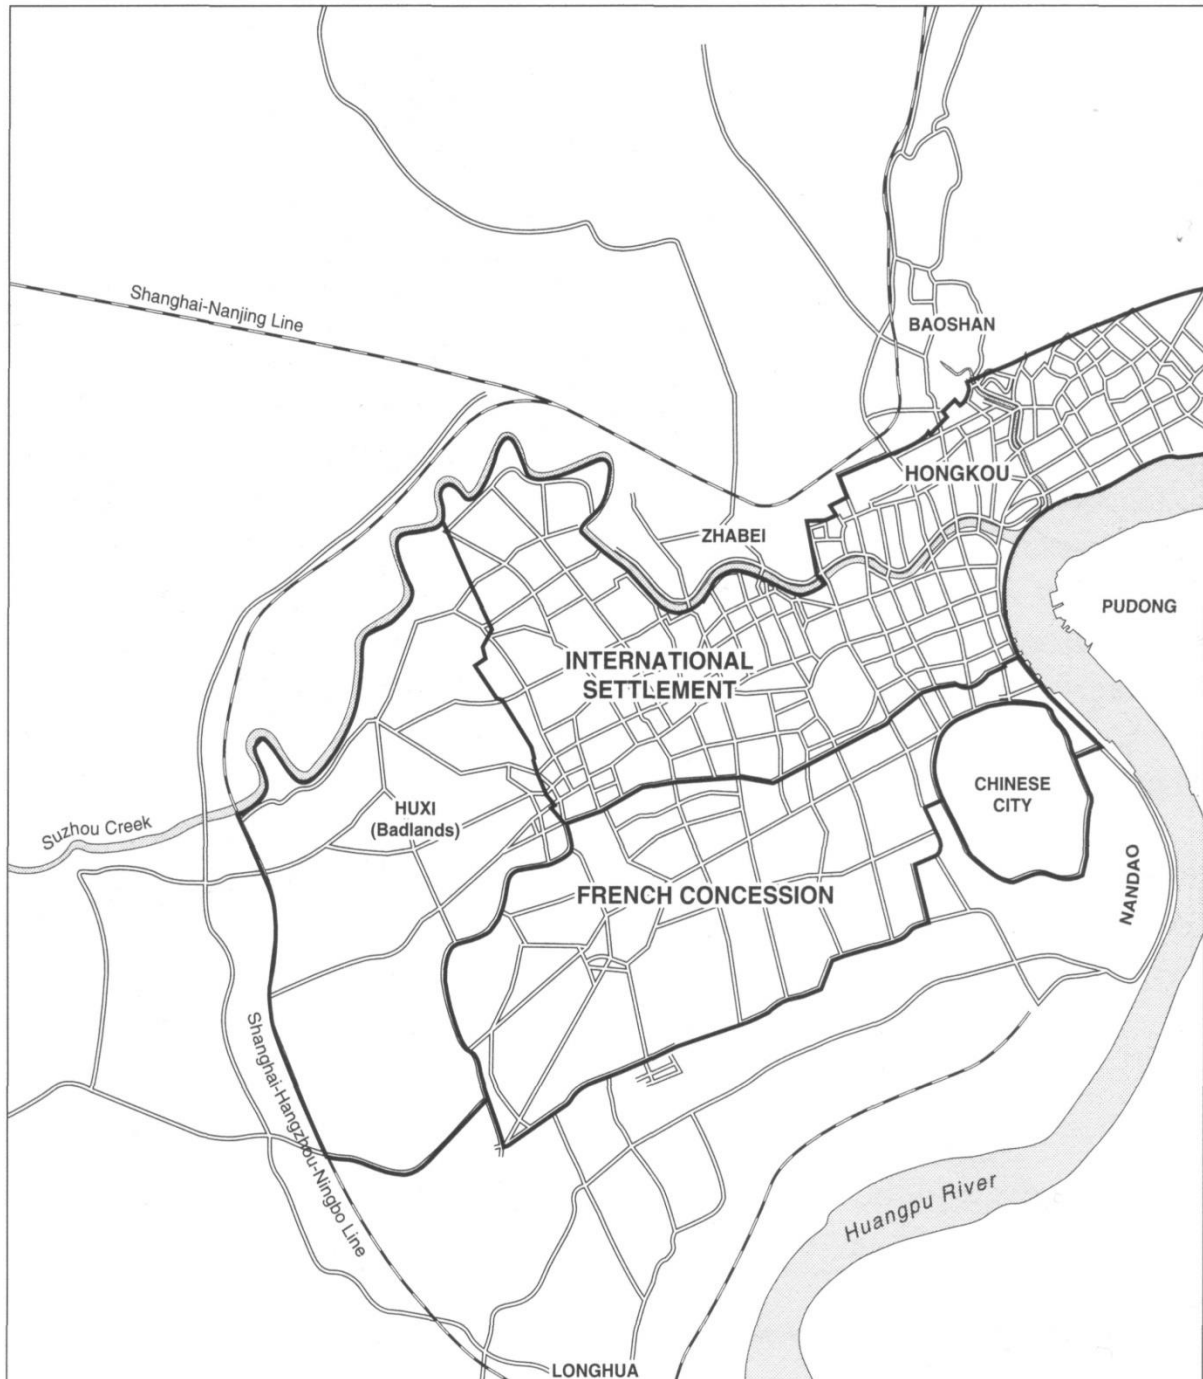 Shanghai-Nanjing Line
BAOSHAN
HONGKOU
ZHABEI
PUDONG
INTERNATIONAL
SETTLEMENT
CHINESE
CITY
HUXI
(Badlands)
Suzhou Creek
FRENCH CONCESSION
NANDAO
Shanghai-Hangzhou-Ningbo Line
Huangpu River
LONGHUA